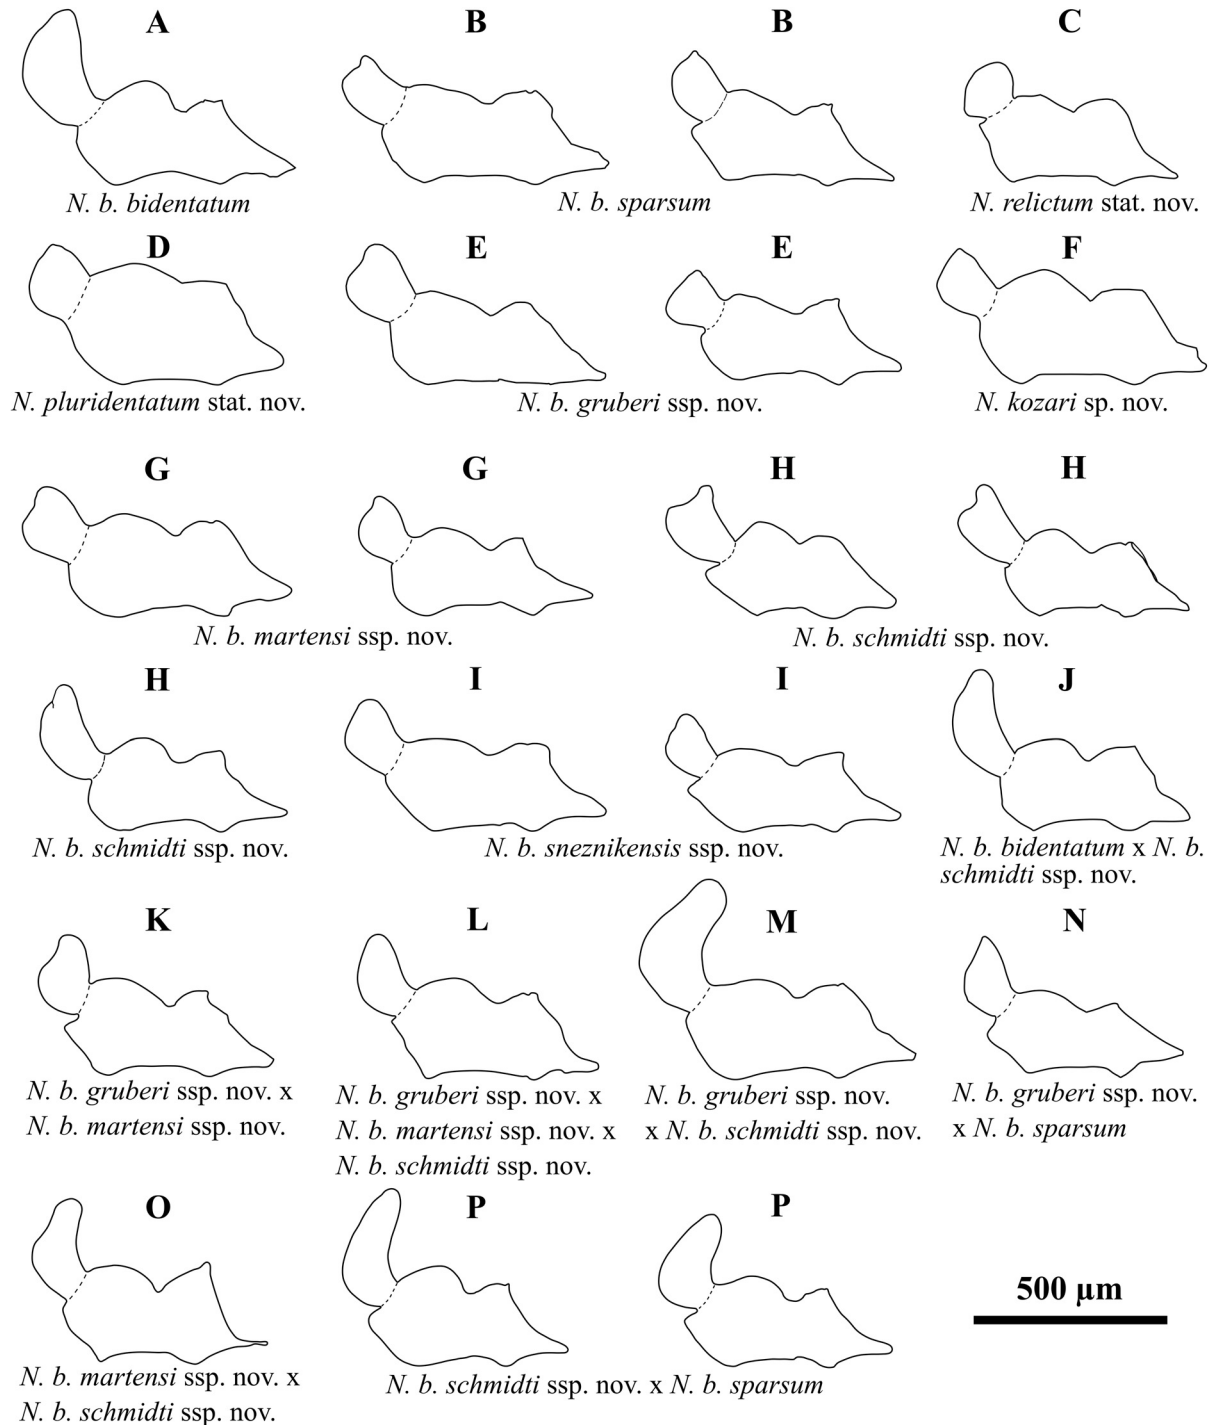 A B B C
N. b. bidentatum N. b. sparsum N. relictum stat. nov.
D E E F
N. pluridentatum stat. nov. N. b. gruberi ssp. nov. N. kozari sp. nov.
G G H H
N. b. martensi ssp. nov. N. b. schmidti ssp. nov.
H I I J
N. b. schmidti ssp. nov. N. b. sneznikensis ssp. nov.
N. b. bidentatum x N. b.
schmidti ssp. nov.
K L M N
N. b. gruberi ssp. nov. x
N. b. martensi ssp. nov.
N. b. gruberi ssp. nov. x
N. b. martensi ssp. nov. x
N. b. schmidti ssp. nov.
N. b. gruberi ssp. nov.
x N. b. schmidti ssp. nov.
N. b. gruberi ssp. nov.
x N. b. sparsum
O P P
N. b. martensi ssp. nov. x
N. b. schmidti ssp. nov.
N. b. schmidti ssp. nov. x N. b. sparsum
500 µm